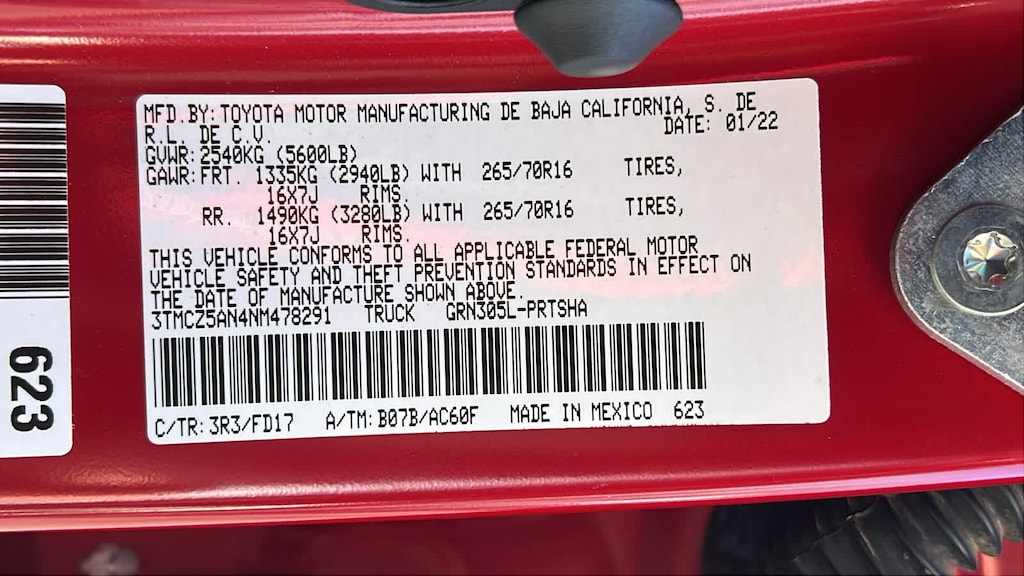 MFD. BY: TOYOTA MOTOR MANUFACTURING DE BAJA CALIFORNIA, S. DE
R.L. DE C.V. DATE: 01/22
GVWR: 2540KG (5600LB)
GAWR: FRT. 1335KG (2940LB) WITH 265/70R16 TIRES,
16X7J RIMS.
RR. 1490KG (3280LB) WITH 265/70R16 TIRES,
16X7J RIMS.
THIS VEHICLE CONFORMS TO ALL APPLICABLE FEDERAL MOTOR
VEHICLE SAFETY AND THEFT PREVENTION STANDARDS IN EFFECT ON
THE DATE OF MANUFACTURE SHOWN ABOVE.
3TMCZ5AN4NM478291 TRUCK GRN305L-PRTSHA
C/TR: 3R3/FD17 A/TM: B07B/AC60F MADE IN MEXICO 623
623